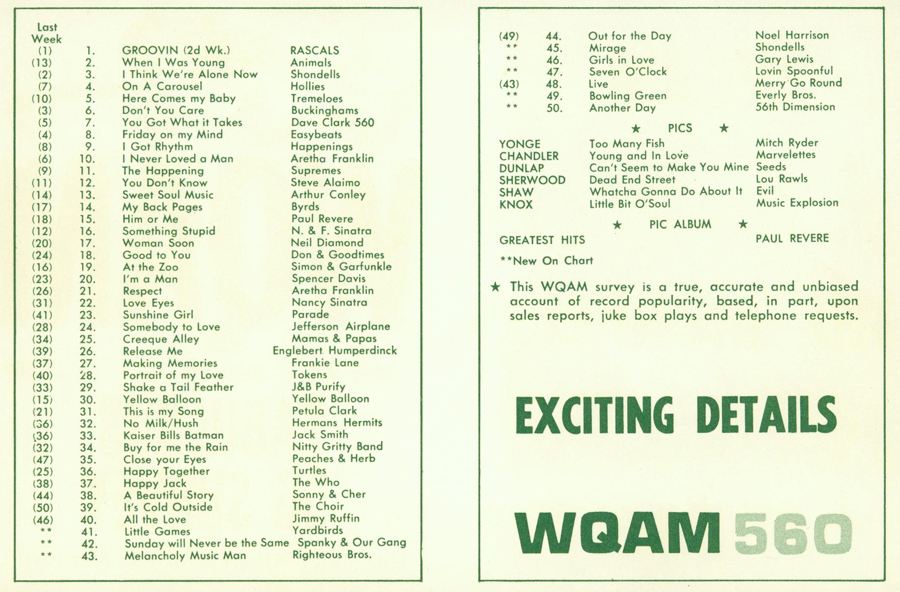 Last
Week
(1) 1. GROOVIN (2d Wk.) RASCALS
(13) 2. When I Was Young Animals
(2) 3. I Think We're Alone Now Shondells
(7) 4. On A Carousel Hollies
(10) 5. Here Comes my Baby Tremeloes
(3) 6. Don't You Care Buckinghams
(5) 7. You Got What it Takes Dave Clark 560
(4) 8. Friday on my Mind Easybeats
(8) 9. I Got Rhythm Happenings
(6) 10. I Never Loved a Man Aretha Franklin
(9) 11. The Happening Supremes
(11) 12. You Don't Know Steve Alaimo
(14) 13. Sweet Soul Music Arthur Conley
(17) 14. My Back Pages Byrds
(18) 15. Him or Me Paul Revere
(12) 16. Something Stupid N. & F. Sinatra
(20) 17. Woman Soon Neil Diamond
(24) 18. Good to You Don & Goodtimes
(16) 19. At the Zoo Simon & Garfunkle
(23) 20. I'm a Man Spencer Davis
(26) 21. Respect Aretha Franklin
(31) 22. Love Eyes Nancy Sinatra
(41) 23. Sunshine Girl Parade
(28) 24. Somebody to Love Jefferson Airplane
(34) 25. Creeque Alley Mamas & Papas
(39) 26. Release Me Englebert Humperdinck
(37) 27. Making Memories Frankie Lane
(40) 28. Portrait of my Love Tokens
(33) 29. Shake a Tail Feather J&B Purify
(15) 30. Yellow Balloon Yellow Balloon
(21) 31. This is my Song Petula Clark
(36) 32. No Milk/Hush Hermans Hermits
(36) 33. Kaiser Bills Batman Jack Smith
(32) 34. Buy for me the Rain Nitty Gritty Band
(47) 35. Close your Eyes Peaches & Herb
(25) 36. Happy Together Turtles
(38) 37. Happy Jack The Who
(44) 38. A Beautiful Story Sonny & Cher
(50) 39. It's Cold Outside The Choir
(46) 40. All the Love Jimmy Ruffin
** 41. Little Games Yardbirds
** 42. Sunday will Never be the Same Spanky & Our Gang
** 43. Melancholy Music Man Righteous Bros.
(49) 44. Out for the Day Noel Harrison
** 45. Mirage Shondells
** 46. Girls in Love Gary Lewis
** 47. Seven O'Clock Lovin Spoonful
(43) 48. Live Merry Go Round
** 49. Bowling Green Everly Bros.
** 50. Another Day 56th Dimension
★ PICS ★
YONGE Too Many Fish Mitch Ryder
CHANDLER Young and In Love Marvelettes
DUNLAP Can't Seem to Make You Mine Seeds
SHERWOOD Dead End Street Lou Rawls
SHAW Whatcha Gonna Do About It Evil
KNOX Little Bit O'Soul Music Explosion
★ PIC ALBUM ★
GREATEST HITS PAUL REVERE
**New On Chart
★ This WQAM survey is a true, accurate and unbiased
account of record popularity, based, in part, upon
sales reports, juke box plays and telephone requests.
EXCITING DETAILS
WQAM 560